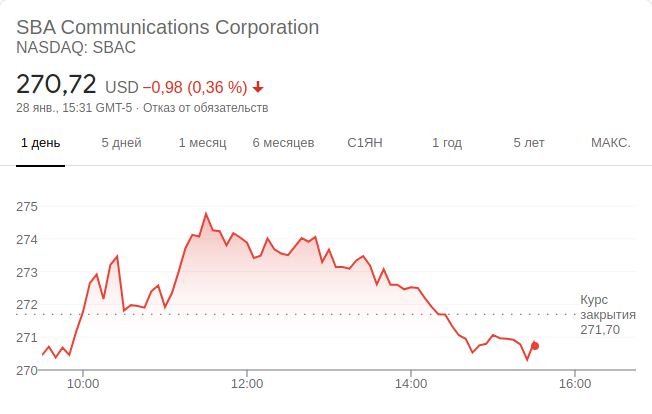 SBA Communications Corporation
NASDAQ: SBAC
270,72 USD −0,98 (0,36 %)
28 янв., 15:31 GMT-5 · Отказ от обязательств
1 день 5 дней 1 месяц 6 месяцев С1ЯН 1 год 5 лет МАКС.
275
274
273
272
271
270
Курс
закрытия
271,70
10:00 12:00 14:00 16:00